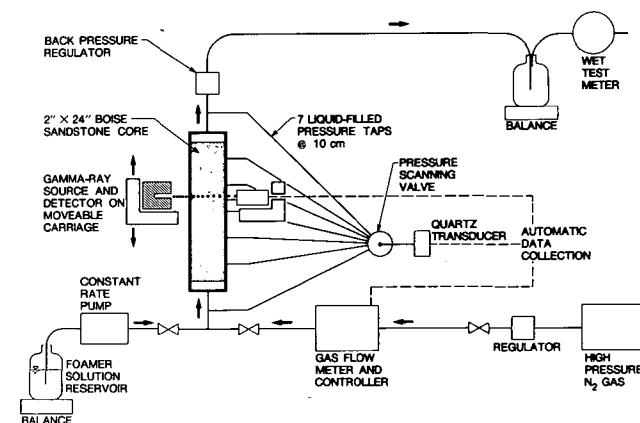 BACK PRESSURE
REGULATOR
WET
TEST
METER
BALANCE
2" × 24" BOISE
SANDSTONE CORE
7 LIQUID-FILLED
PRESSURE TAPS
@ 10 cm
PRESSURE
SCANNING
VALVE
GAMMA-RAY
SOURCE AND
DETECTOR ON
MOVEABLE
CARRIAGE
QUARTZ
TRANSDUCER
AUTOMATIC
DATA
COLLECTION
CONSTANT
RATE
PUMP
FOAMER
SOLUTION
RESERVOIR
BALANCE
GAS FLOW
METER AND
CONTROLLER
REGULATOR
HIGH
PRESSURE
N₂ GAS